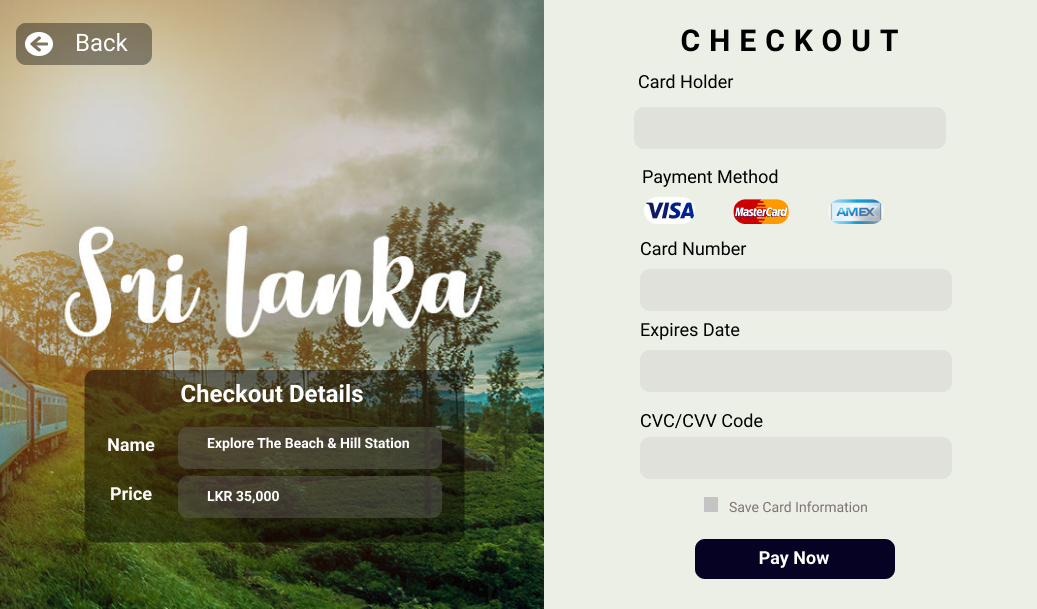 Back
Sri Lanka
Checkout Details
Name
Explore The Beach & Hill Station
Price
LKR 35,000
CHECKOUT
Card Holder
Payment Method
VISA MasterCard AMEX
Card Number
Expires Date
CVC/CVV Code
Save Card Information
Pay Now